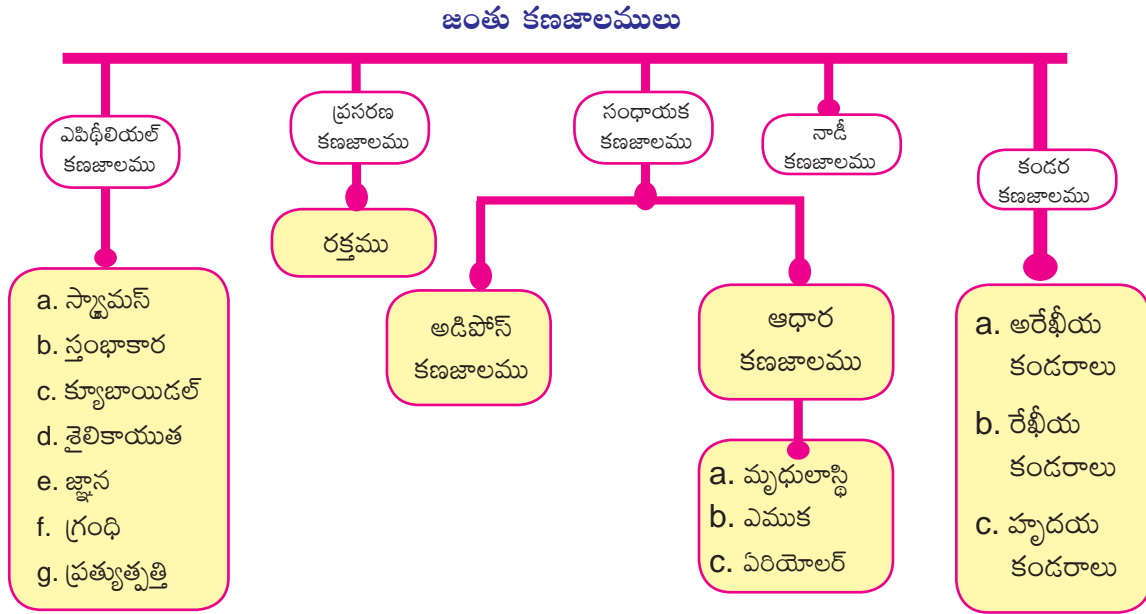 జంతు కణజాలములు
ఎపిథీలియల్
కణజాలము
ప్రసరణ
కణజాలము
సంధాయక
కణజాలము
నాడీ
కణజాలము
కండర
కణజాలము
a. స్క్వామస్
b. స్తంభాకార
c. క్యూబాయిడల్
d. శైలికాయుత
e. జ్ఞాన
f. గ్రంధి
g. ప్రత్యుత్పత్తి
రక్తము
అడిపోస్
కణజాలము
ఆధార
కణజాలము
a. మృధులాస్థి
b. ఎముక
c. ఏరియోలర్
a. అరేఖీయ
కండరాలు
b. రేఖీయ
కండరాలు
c. హృదయ
కండరాలు